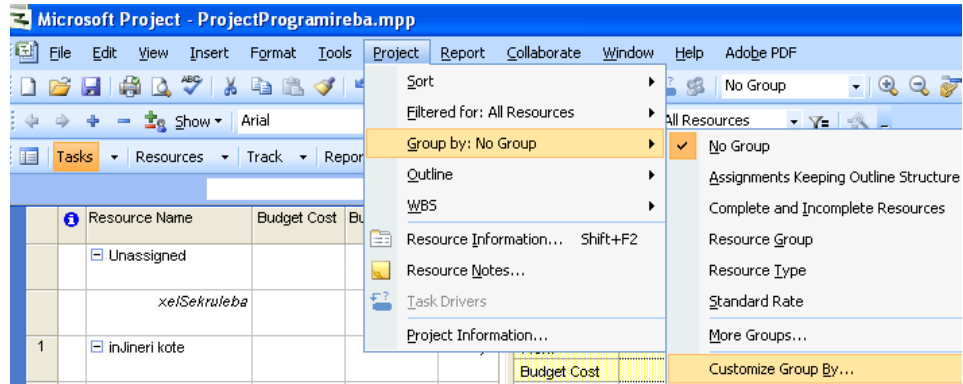 Microsoft Project - ProjectProgramireba.mpp
File Edit View Insert Format Tools Project Report Collaborate Window Help Adobe PDF
No Group
Show Arial All Resources
Tasks Resources Track Repor
Sort
Filtered for: All Resources
Group by: No Group
Outline
WBS
Resource Information... Shift+F2
Resource Notes...
Task Drivers
Project Information...
No Group
Assignments Keeping Outline Structure
Complete and Incomplete Resources
Resource Group
Resource Type
Standard Rate
More Groups...
Customize Group By...
Resource Name Budget Cost Bu
Unassigned
xelSekruleba
1 inJineri kote
Budget Cost